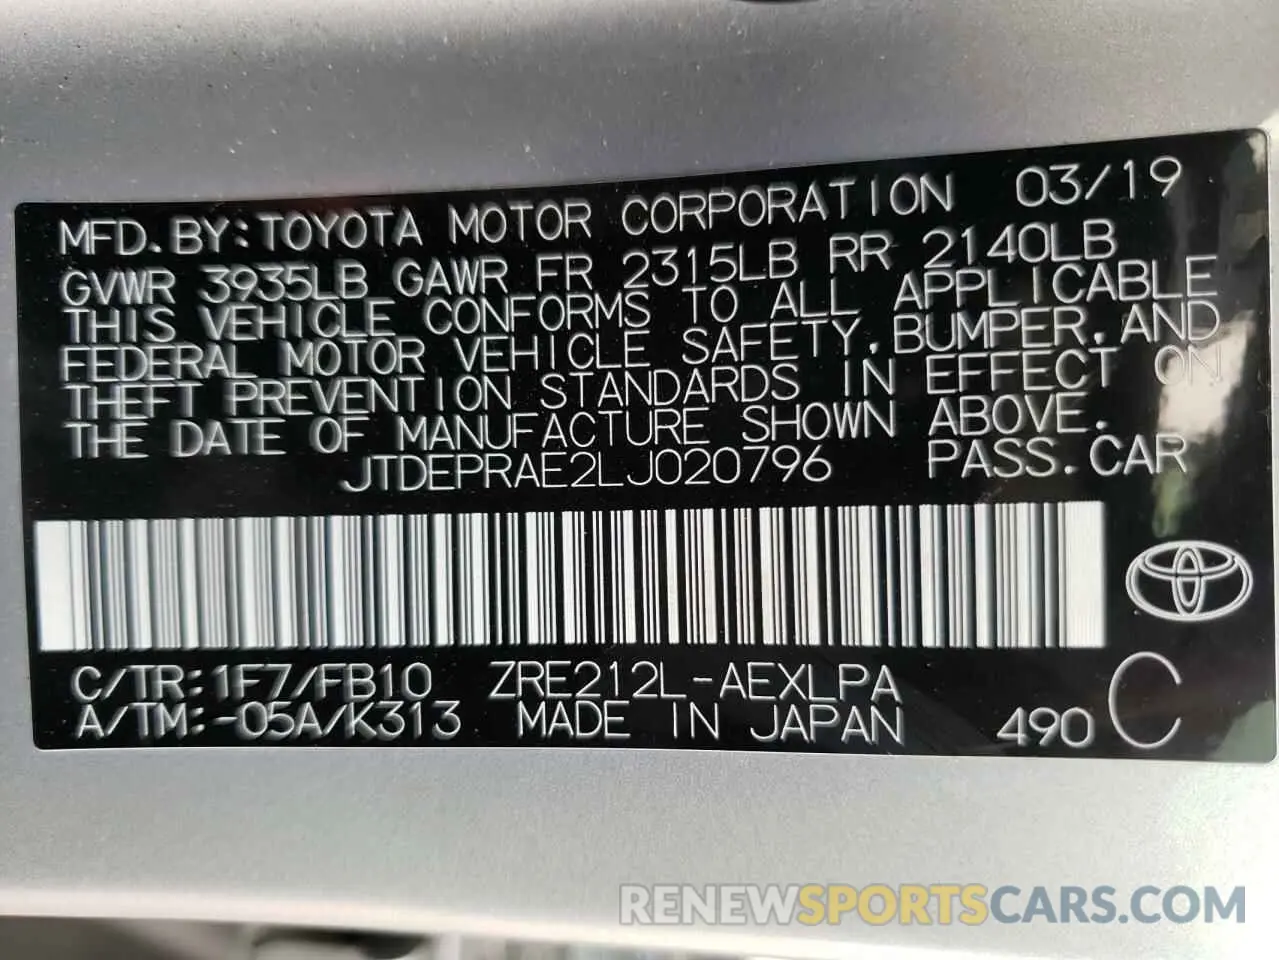 MFD. BY: TOYOTA MOTOR CORPORATION 03/19
GVWR 3935LB GAWR FR 2315LB RR 2140LB
THIS VEHICLE CONFORMS TO ALL APPLICABLE
FEDERAL MOTOR VEHICLE SAFETY, BUMPER, AND
THEFT PREVENTION STANDARDS IN EFFECT ON
THE DATE OF MANUFACTURE SHOWN ABOVE.
JTDEPRAE2LJ020796 PASS. CAR
C/TR: 1F7/FB10 ZRE212L-AEXLPA
A/TM: -05A/K313 MADE IN JAPAN 490 C
RENEWSPORTSCARS.COM